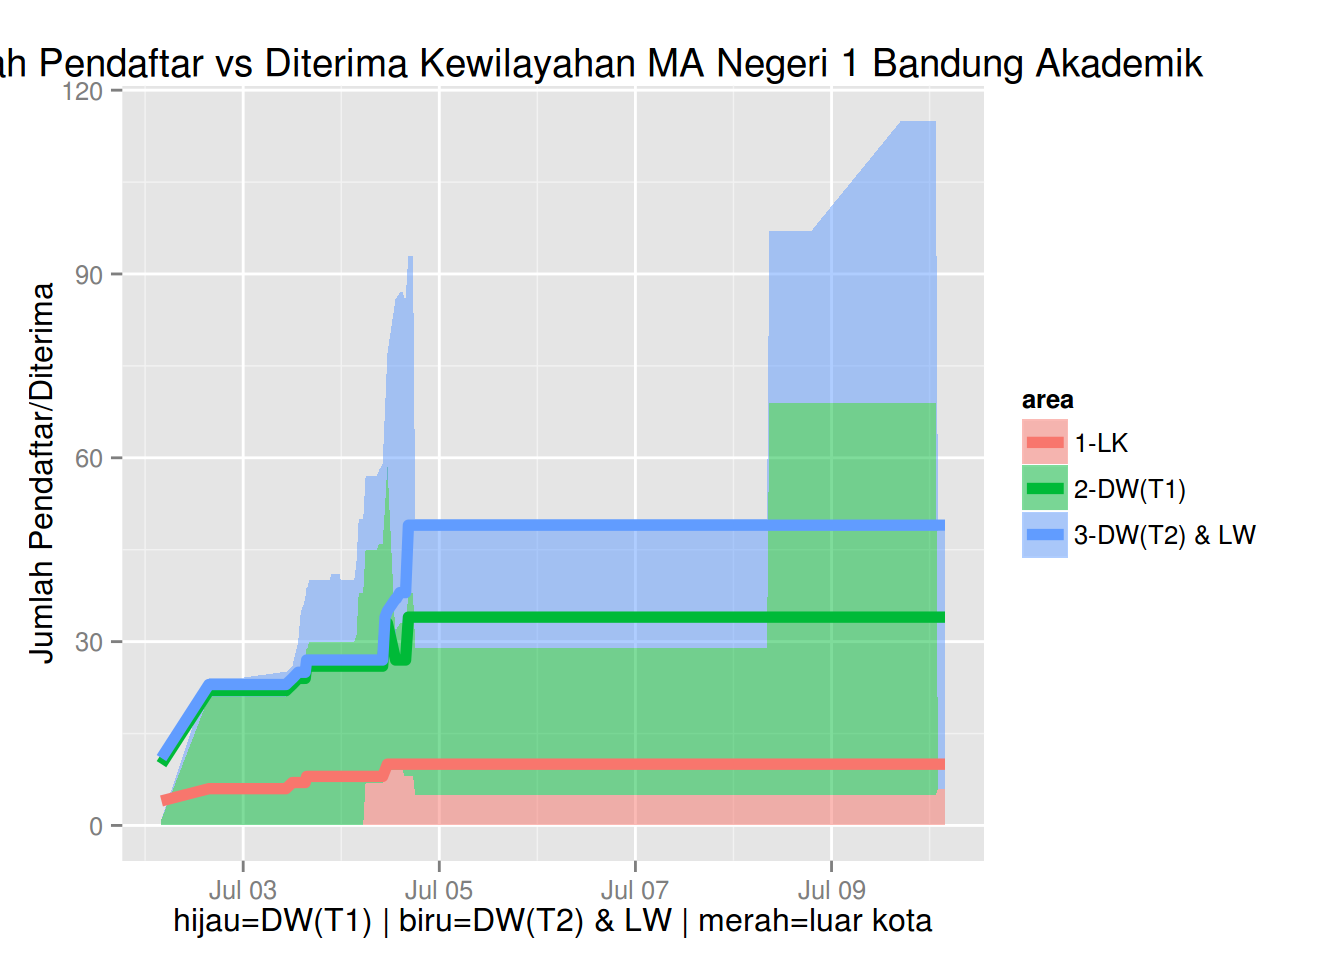 ah Pendaftar vs Diterima Kewilayahan MA Negeri 1 Bandung Akademik
120
90
60
30
0
Jumlah Pendaftar/Diterima
Jul 03
Jul 05
Jul 07
Jul 09
hijau=DW(T1) | biru=DW(T2) & LW | merah=luar kota
area
1-LK
2-DW(T1)
3-DW(T2) & LW